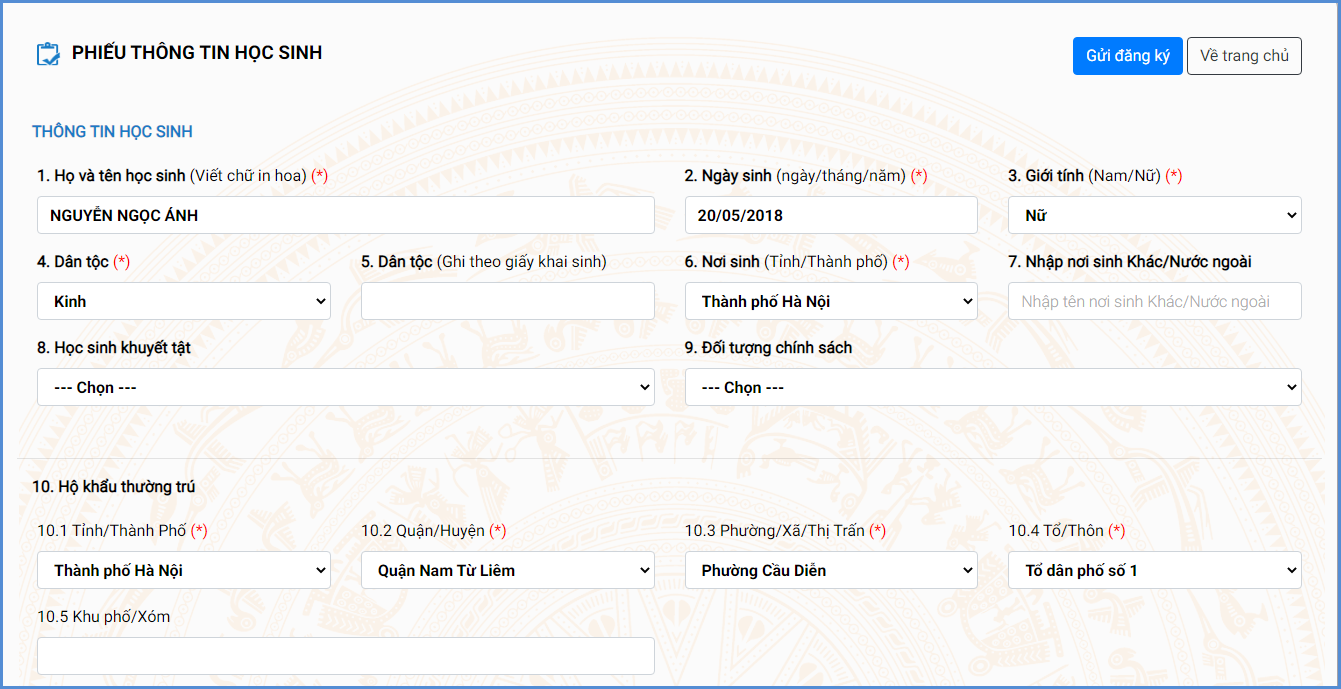 PHIẾU THÔNG TIN HỌC SINH
Gửi đăng ký
Về trang chủ
THÔNG TIN HỌC SINH
1. Họ và tên học sinh (Viết chữ in hoa) (*)
2. Ngày sinh (ngày/tháng/năm) (*)
3. Giới tính (Nam/Nữ) (*)
NGUYỄN NGỌC ÁNH
20/05/2018
Nữ
4. Dân tộc (*)
5. Dân tộc (Ghi theo giấy khai sinh)
6. Nơi sinh (Tỉnh/Thành phố) (*)
7. Nhập nơi sinh Khác/Nước ngoài
Kinh
Thành phố Hà Nội
Nhập tên nơi sinh Khác/Nước ngoài
8. Học sinh khuyết tật
9. Đối tượng chính sách
--- Chọn ---
--- Chọn ---
10. Hộ khẩu thường trú
10.1 Tỉnh/Thành Phố (*)
10.2 Quận/Huyện (*)
10.3 Phường/Xã/Thị Trấn (*)
10.4 Tổ/Thôn (*)
Thành phố Hà Nội
Quận Nam Từ Liêm
Phường Cầu Diễn
Tổ dân phố số 1
10.5 Khu phố/Xóm